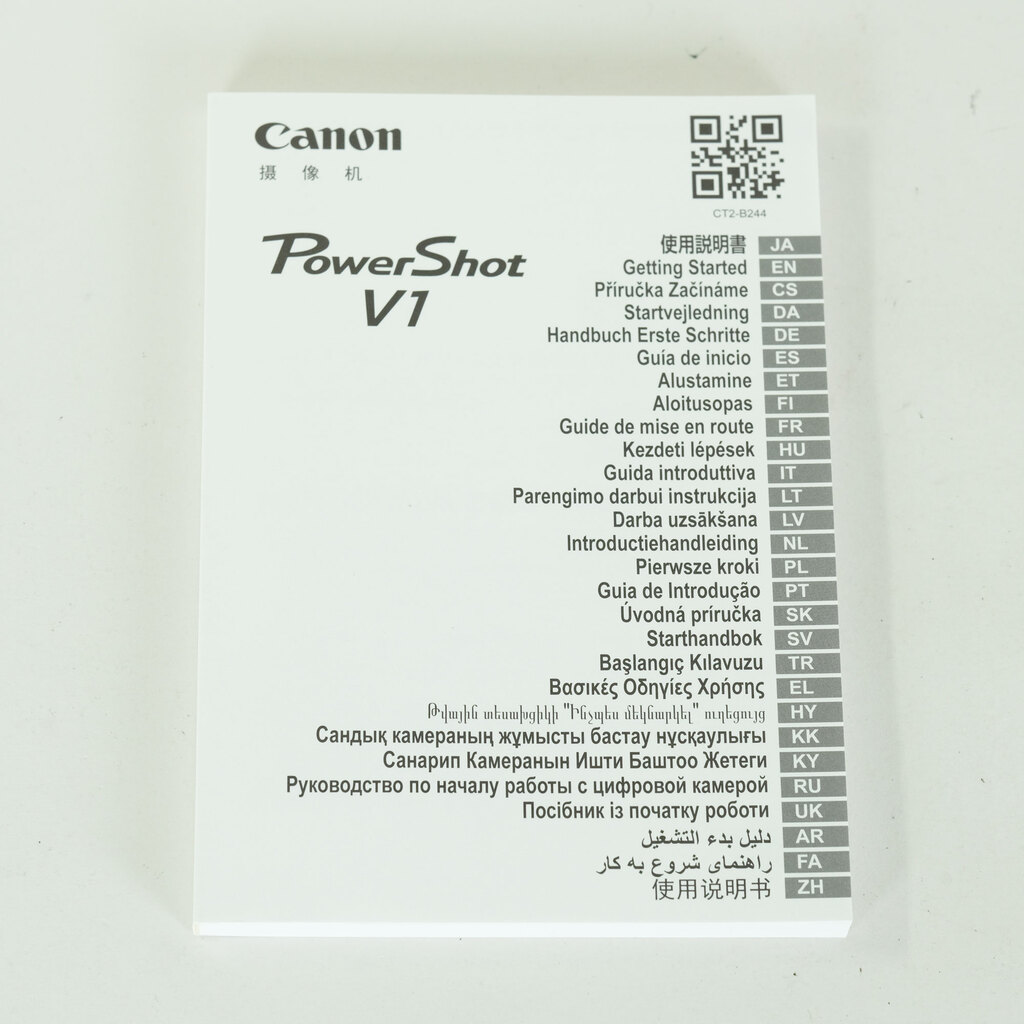 Canon
摄 像 机
CT2-B244
PowerShot
V1
使用説明書 JA
Getting Started EN
Příručka Začínáme CS
Startvejledning DA
Handbuch Erste Schritte DE
Guía de inicio ES
Alustamine ET
Aloitusopas FI
Guide de mise en route FR
Kezdeti lépések HU
Guida introduttiva IT
Parengimo darbui instrukcija LT
Darba uzsākšana LV
Introductiehandleiding NL
Pierwsze kroki PL
Guia de Introdução PT
Úvodná príručka SK
Starthandbok SV
Başlangıç Kılavuzu TR
Βασικές Οδηγίες Χρήσης EL
Թվային տեսախցիկի "Ինչպես մեկնարկել" ուղեցույց HY
Сандық камераның жұмысты бастау нұсқаулығы KK
Санарип Камеранын Ишти Баштоо Жетеги KY
Руководство по началу работы с цифровой камерой RU
Посібник із початку роботи UK
دليل بدء التشغيل AR
راهنمای شروع به کار FA
使用说明书 ZH